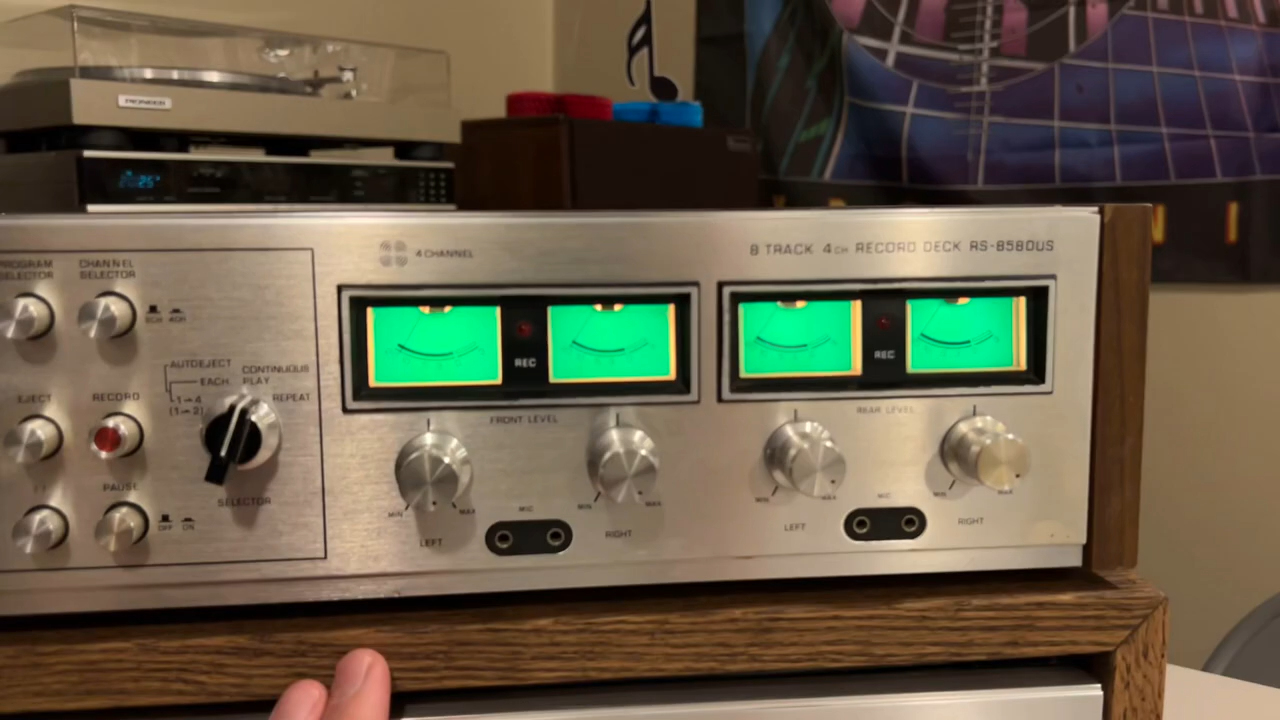 PIONEER
4 CHANNEL
8 TRACK 4CH RECORD DECK RS-858DUS
PROGRAM SELECTOR
CHANNEL SELECTOR
8CH 4CH
AUTOEJECT
EACH
1→4
(1→2)
CONTINUOUS PLAY
REPEAT
EJECT
RECORD
SELECTOR
PAUSE
OFF ON
REC
REC
FRONT LEVEL
REAR LEVEL
MIN
MAX
MIN
MAX
MIN
MAX
MIN
MAX
LEFT
MIC
RIGHT
LEFT
MIC
RIGHT
N I